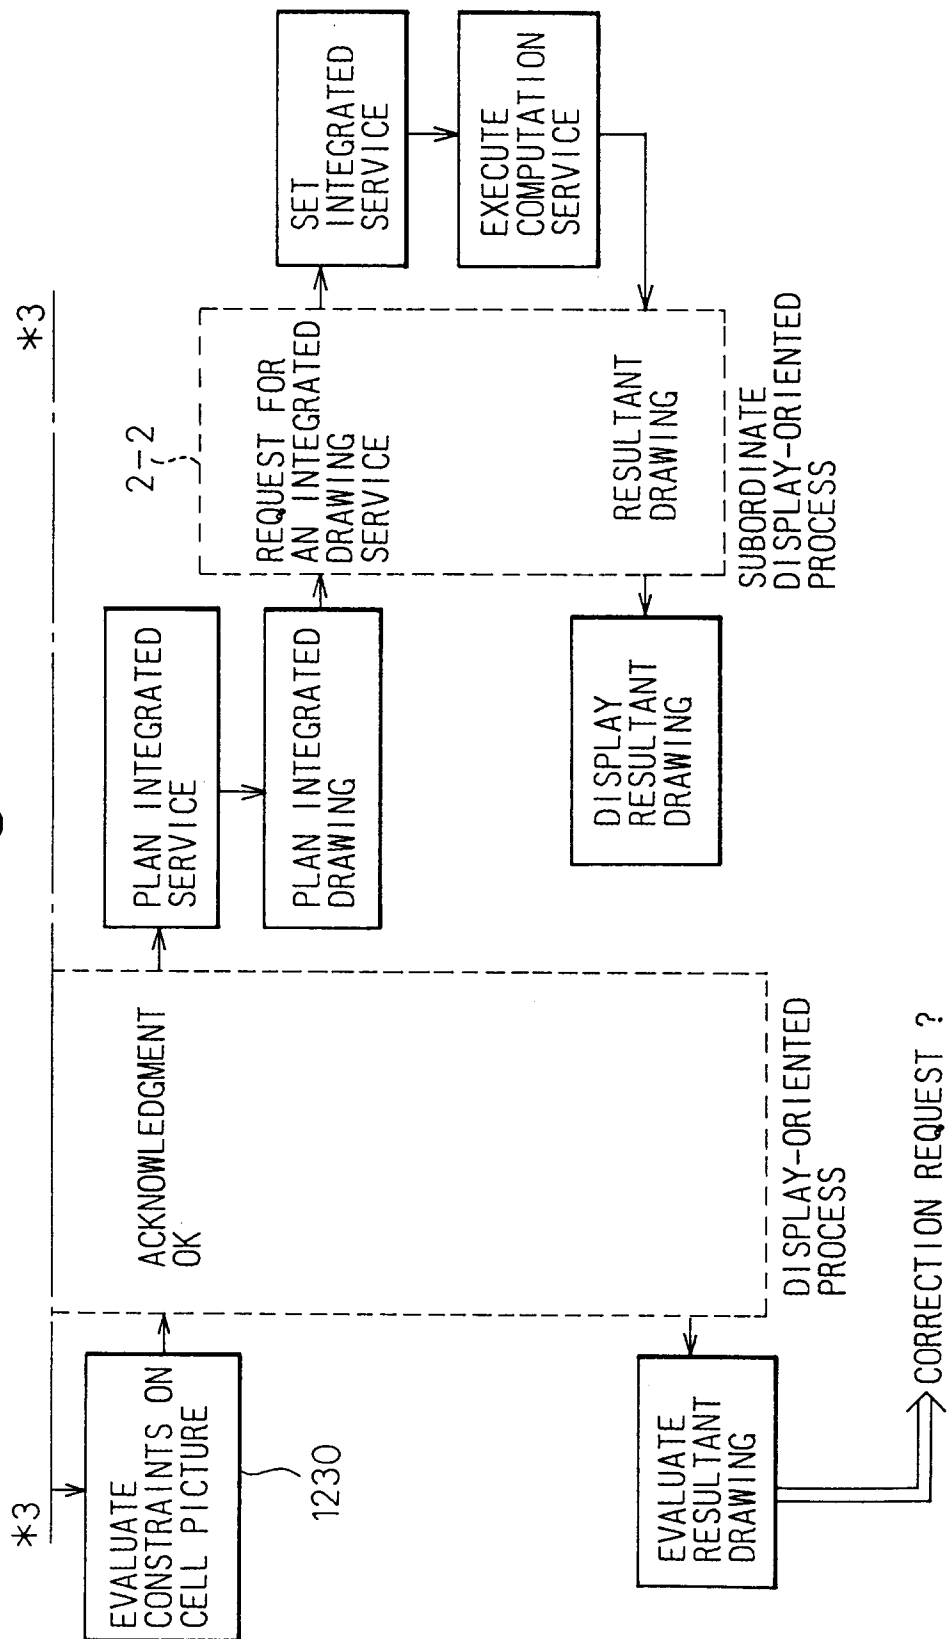 *3
*3
EVALUATE
CONSTRAINTS ON
CELL PICTURE
1230
ACKNOWLEDGMENT
OK
PLAN INTEGRATED
SERVICE
PLAN INTEGRATED
DRAWING
2-2
REQUEST FOR
AN INTEGRATED
DRAWING
SERVICE
SET
INTEGRATED
SERVICE
EXECUTE
COMPUTATION
SERVICE
RESULTANT
DRAWING
SUBORDINATE
DISPLAY-ORIENTED
PROCESS
DISPLAY
RESULTANT
DRAWING
DISPLAY-ORIENTED
PROCESS
EVALUATE
RESULTANT
DRAWING
CORRECTION REQUEST ?